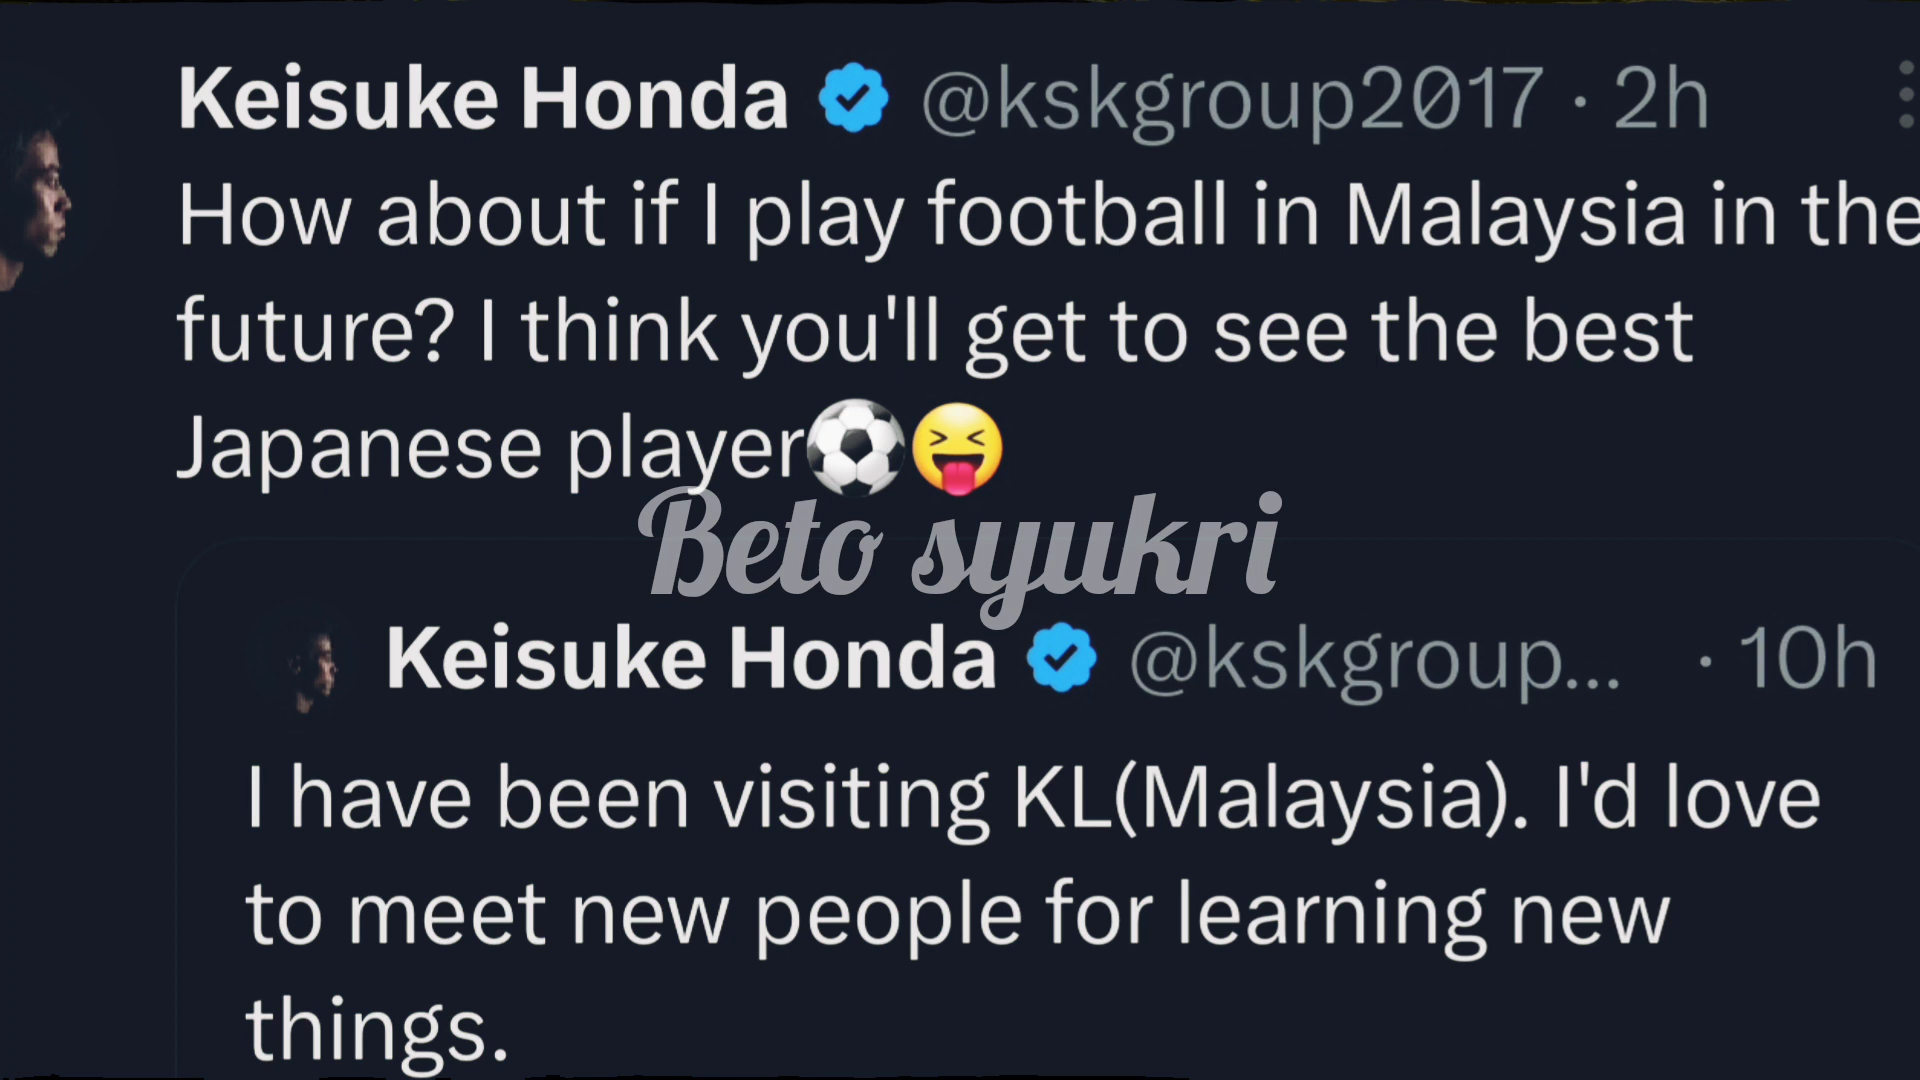 Keisuke Honda @kskgroup2017 · 2h
How about if I play football in Malaysia in the
future? I think you'll get to see the best
Japanese player⚽😝
Beto syukri
Keisuke Honda @kskgroup... · 10h
I have been visiting KL(Malaysia). I'd love
to meet new people for learning new
things.